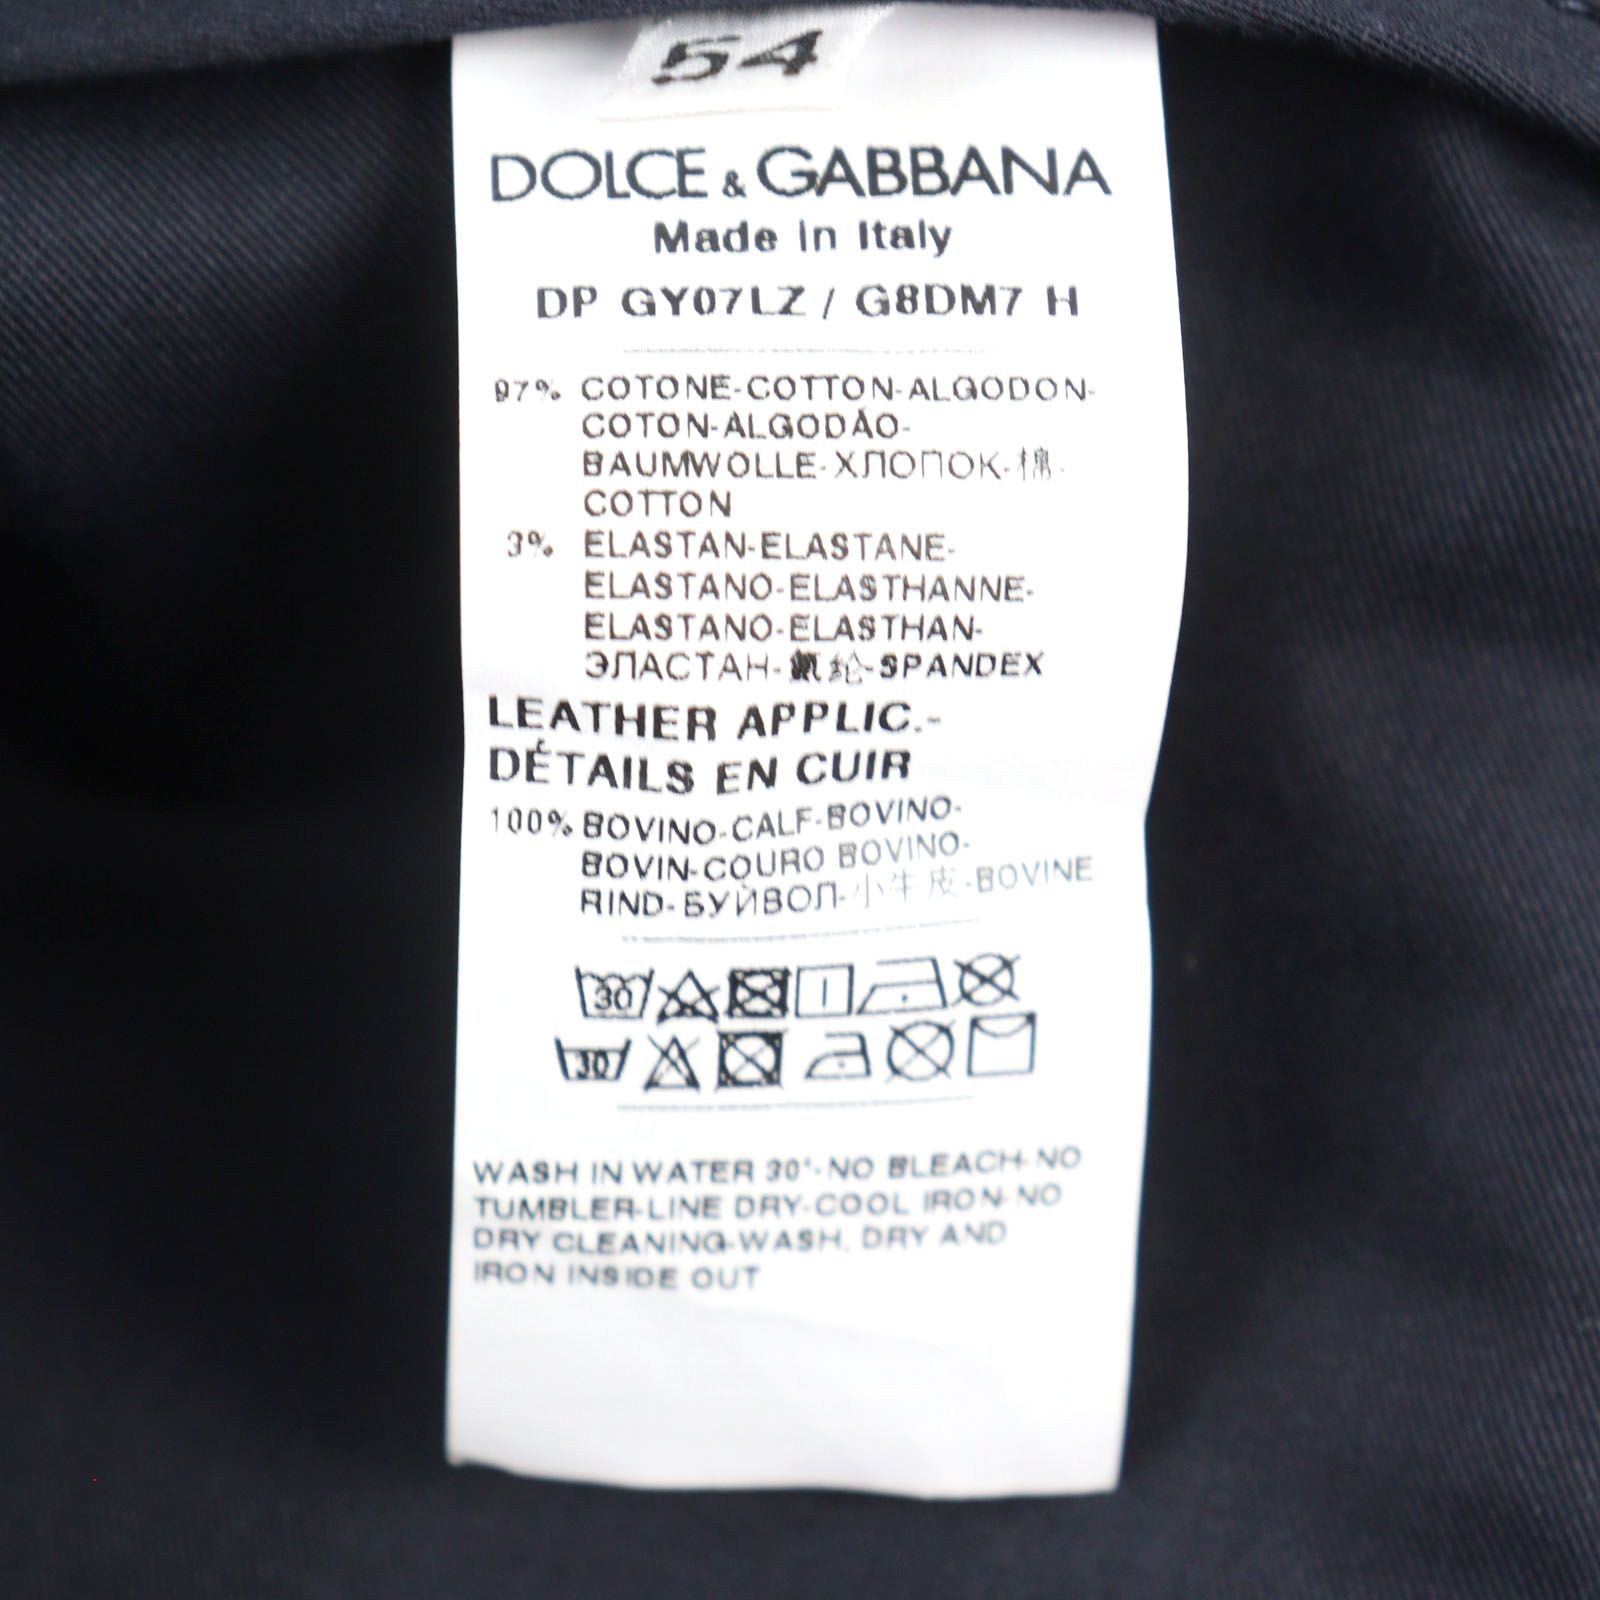 54
DOLCE & GABBANA
Made in Italy
DP GY07LZ / G8DM7 H
97% COTONE-COTTON-ALGODON-
COTON-ALGODÃO-
BAUMWOLLE-ХЛОПОК-棉-
COTTON
3% ELASTAN-ELASTANE-
ELASTANO-ELASTHANNE-
ELASTANO-ELASTHAN-
ЭЛАСТАН-氨纶-SPANDEX
LEATHER APPLIC.-
DÉTAILS EN CUIR
100% BOVINO-CALF-BOVINO-
BOVIN-COURO BOVINO-
RIND-БУЙВОЛ-小牛皮-BOVINE
30
30
WASH IN WATER 30°-NO BLEACH-NO
TUMBLER-LINE DRY-COOL IRON-NO
DRY CLEANING-WASH, DRY AND
IRON INSIDE OUT